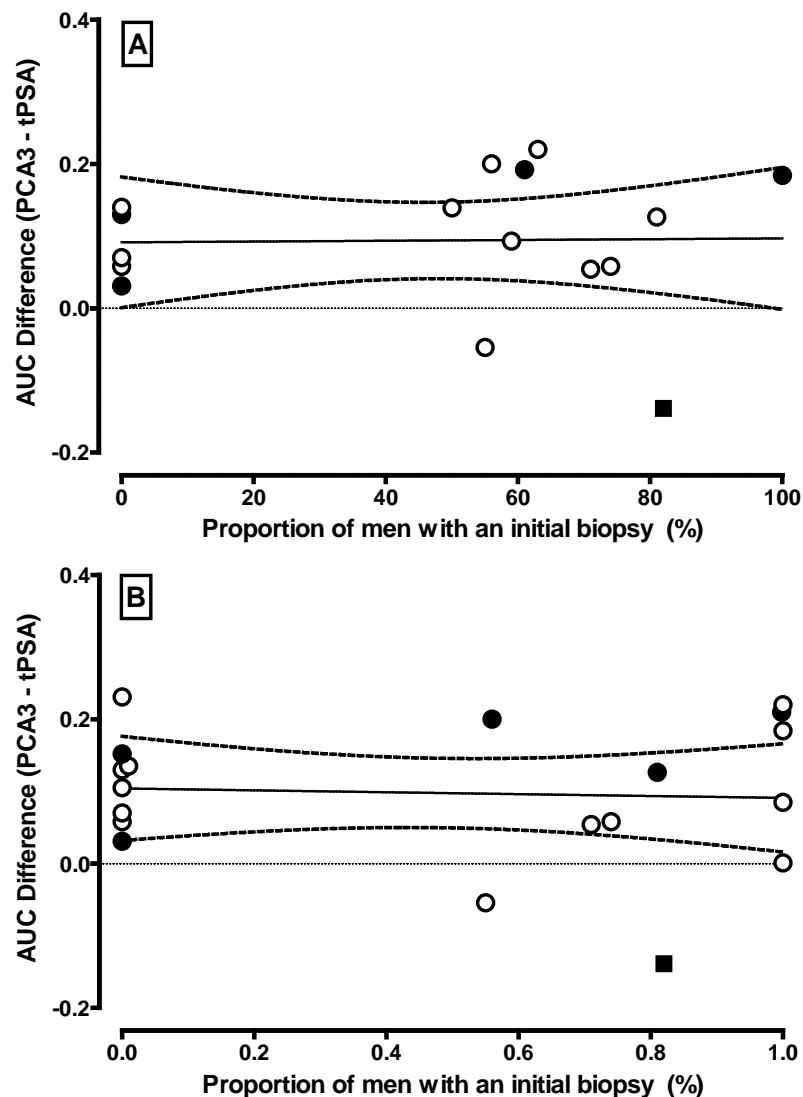 A
AUC Difference (PCA3 - tPSA)
0.4
0.2
0.0
-0.2
0 20 40 60 80 100
Proportion of men with an initial biopsy (%)
B
AUC Difference (PCA3 - tPSA)
0.4
0.2
0.0
-0.2
0.0 0.2 0.4 0.6 0.8 1.0
Proportion of men with an initial biopsy (%)